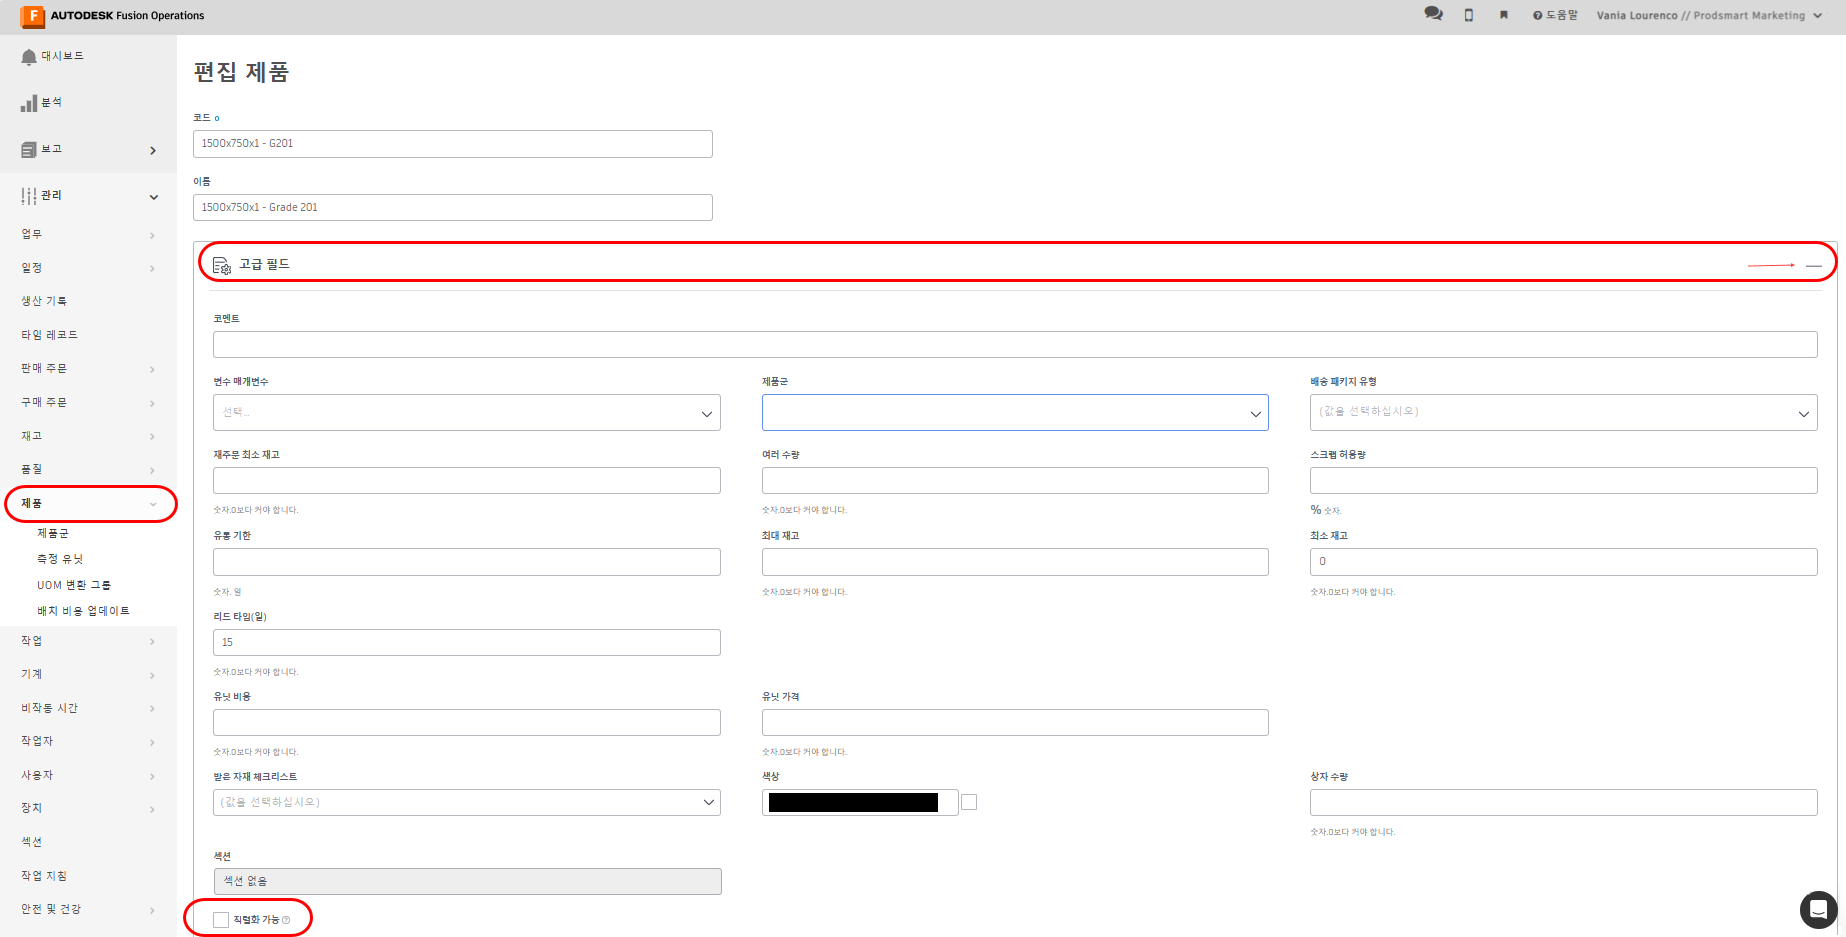 AUTODESK Fusion Operations
도움말
Vania Lourenco // Prodsmart Marketing
대시보드
분석
보고
관리
업무
일정
생산 기록
타임 레코드
판매 주문
구매 주문
재고
품질
제품
제품군
측정 유닛
UOM 변환 그룹
배치 비용 업데이트
작업
기계
비작동 시간
작업자
사용자
장치
섹션
작업 지침
안전 및 건강
편집 제품
코드
1500x750x1 - G201
이름
1500x750x1 - Grade 201
고급 필드
코멘트
변수 매개변수
제품군
배송 패키지 유형
선택...
(값을 선택하십시오)
재주문 최소 재고
여러 수량
스크랩 허용량
숫자.0보다 커야 합니다.
숫자.0보다 커야 합니다.
% 숫자.
유통 기한
최대 재고
최소 재고
0
숫자. 일
숫자.0보다 커야 합니다.
숫자.0보다 커야 합니다.
리드 타임(일)
15
숫자.0보다 커야 합니다.
유닛 비용
유닛 가격
숫자.0보다 커야 합니다.
숫자.0보다 커야 합니다.
받은 자재 체크리스트
색상
상자 수량
(값을 선택하십시오)
숫자.0보다 커야 합니다.
섹션
섹션 없음
직렬화 가능